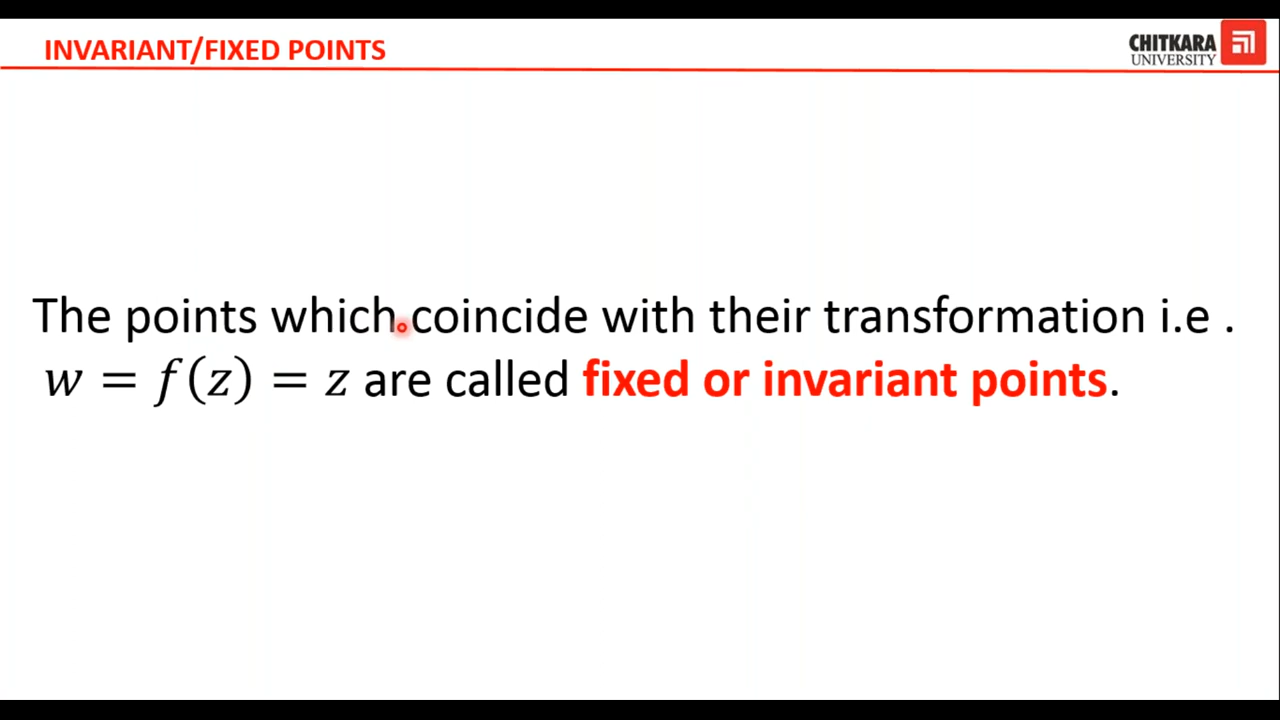 INVARIANT/FIXED POINTS
CHITKARA
UNIVERSITY
The points which coincide with their transformation i.e .
w = f(z) = z are called fixed or invariant points.